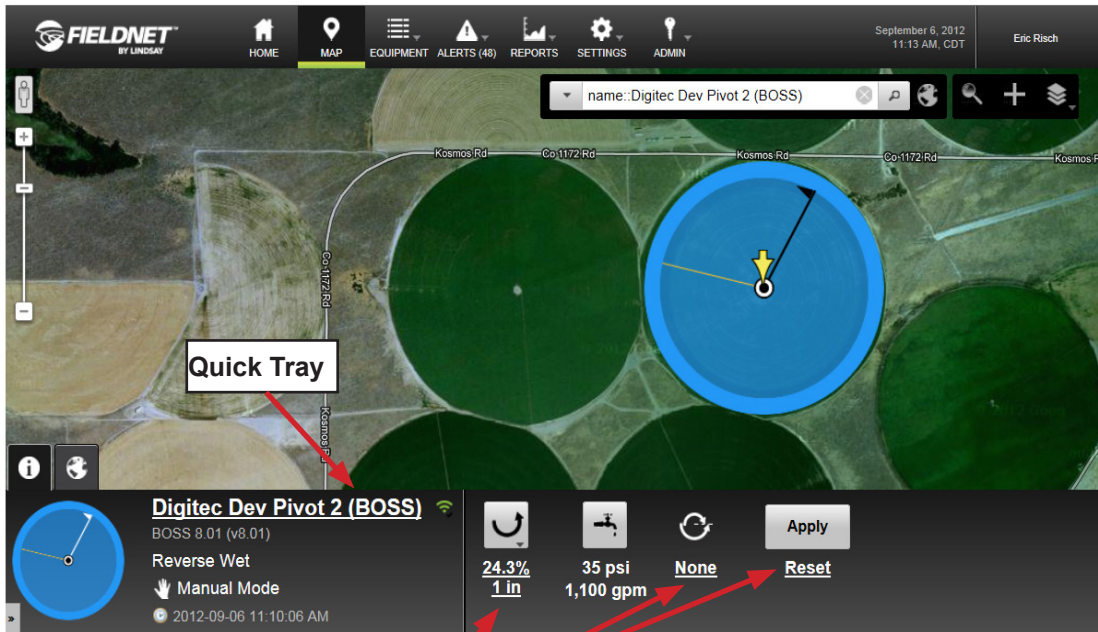 FIELDNET™
BY LINDSAY
HOME
MAP
EQUIPMENT
ALERTS (48)
REPORTS
SETTINGS
ADMIN
September 6, 2012
11:13 AM, CDT
Eric Risch
name::Digitec Dev Pivot 2 (BOSS)
Kosmos Rd
Co-1172 Rd
Kosmos Rd
Co-1172 Rd
Kosmos
Co-1172 Rd
Quick Tray
Kosmos
Digitec Dev Pivot 2 (BOSS)
BOSS 8.01 (v8.01)
Reverse Wet
Manual Mode
2012-09-06 11:10:06 AM
24.3%
1 in
35 psi
1,100 gpm
None
Apply
Reset
»